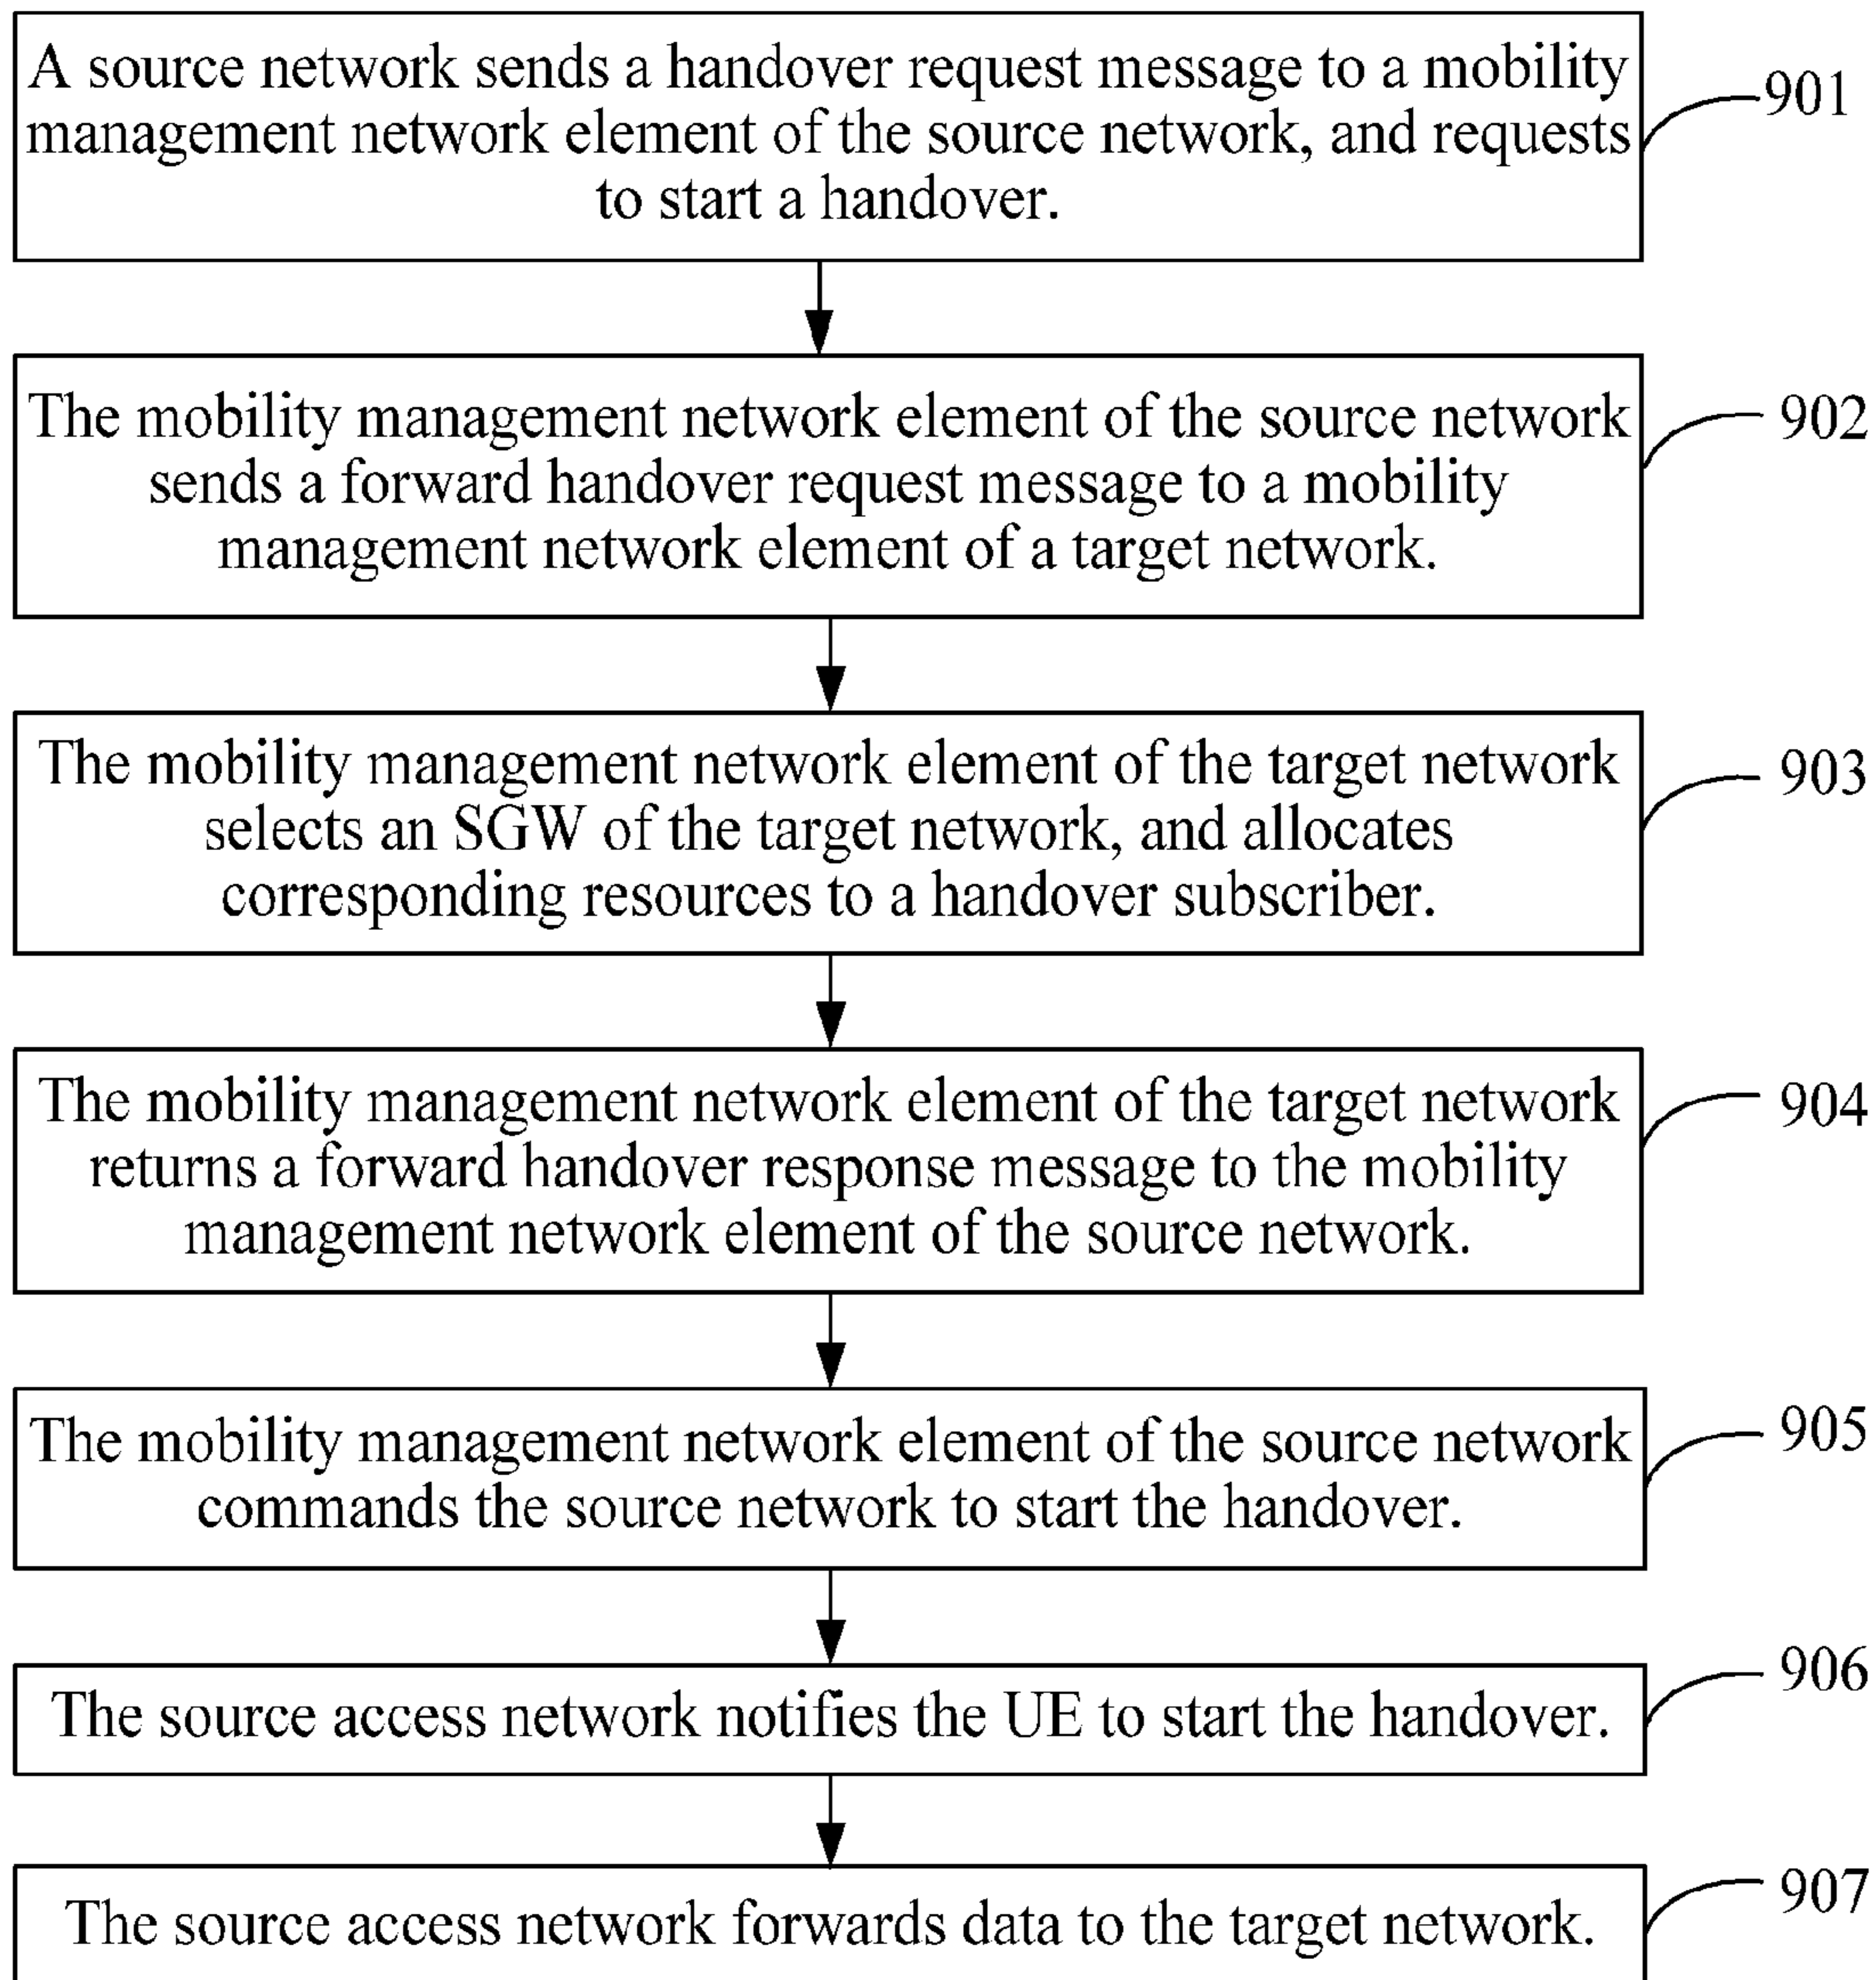 A source network sends a handover request message to a mobility
management network element of the source network, and requests
to start a handover.
901
The mobility management network element of the source network
sends a forward handover request message to a mobility
management network element of a target network.
902
The mobility management network element of the target network
selects an SGW of the target network, and allocates
corresponding resources to a handover subscriber.
903
The mobility management network element of the target network
returns a forward handover response message to the mobility
management network element of the source network.
904
The mobility management network element of the source network
commands the source network to start the handover.
905
The source access network notifies the UE to start the handover.
906
The source access network forwards data to the target network.
907